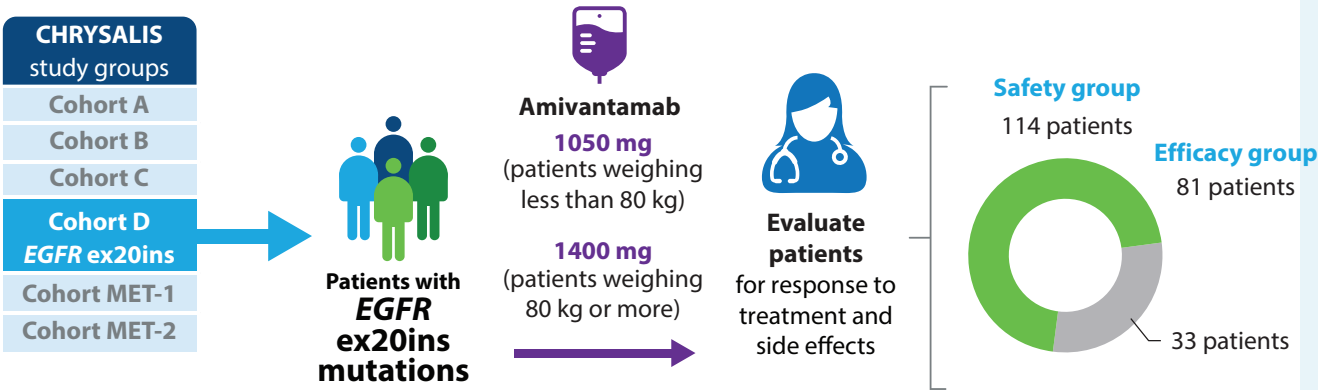 CHRYSALIS
study groups
Cohort A
Cohort B
Cohort C
Cohort D
EGFR ex20ins
Cohort MET-1
Cohort MET-2
Patients with
EGFR
ex20ins
mutations
Amivantamab
1050 mg
(patients weighing
less than 80 kg)
1400 mg
(patients weighing
80 kg or more)
Evaluate
patients
for response to
treatment and
side effects
Safety group
114 patients
Efficacy group
81 patients
33 patients